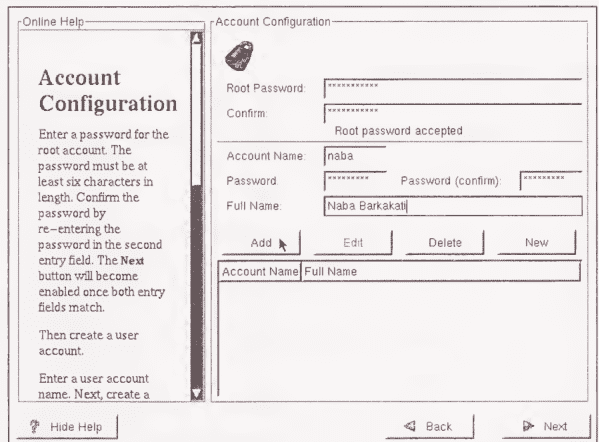 Online Help
Account
Configuration
Enter a password for the
root account. The
password must be at
least six characters in
length. Confirm the
password by
re-entering the
password in the second
entry field. The Next
button will become
enabled once both entry
fields match.
Then create a user
account.
Enter a user account
name. Next, create a
Account Configuration
Root Password: ***********
Confirm: ***********
Root password accepted
Account Name: naba
Password: ********* Password (confirm): *********
Full Name: Naba Barkakati
Add Edit Delete New
Account Name Full Name
Hide Help Back Next